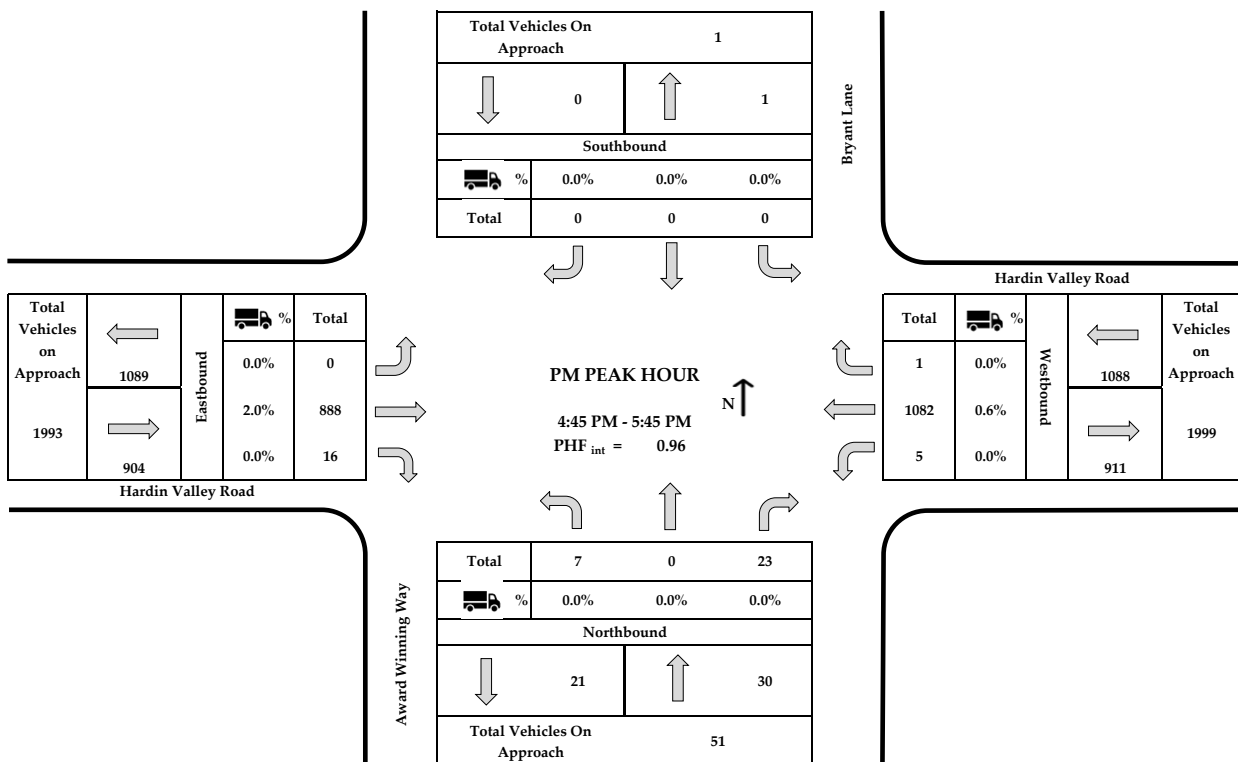 Total Vehicles On
Approach
1
0
1
Southbound
% 0.0% 0.0% 0.0%
Total 0 0 0
Bryant Lane
Hardin Valley Road
Total
Vehicles
on
Approach
1993
1089
904
Eastbound
% Total
0.0% 0
2.0% 888
0.0% 16
Hardin Valley Road
PM PEAK HOUR
N
4:45 PM - 5:45 PM
PHF int = 0.96
Total %
1 0.0%
1082 0.6%
5 0.0%
Westbound
1088
911
Total
Vehicles
on
Approach
1999
Award Winning Way
Total 7 0 23
% 0.0% 0.0% 0.0%
Northbound
21
30
Total Vehicles On
Approach
51